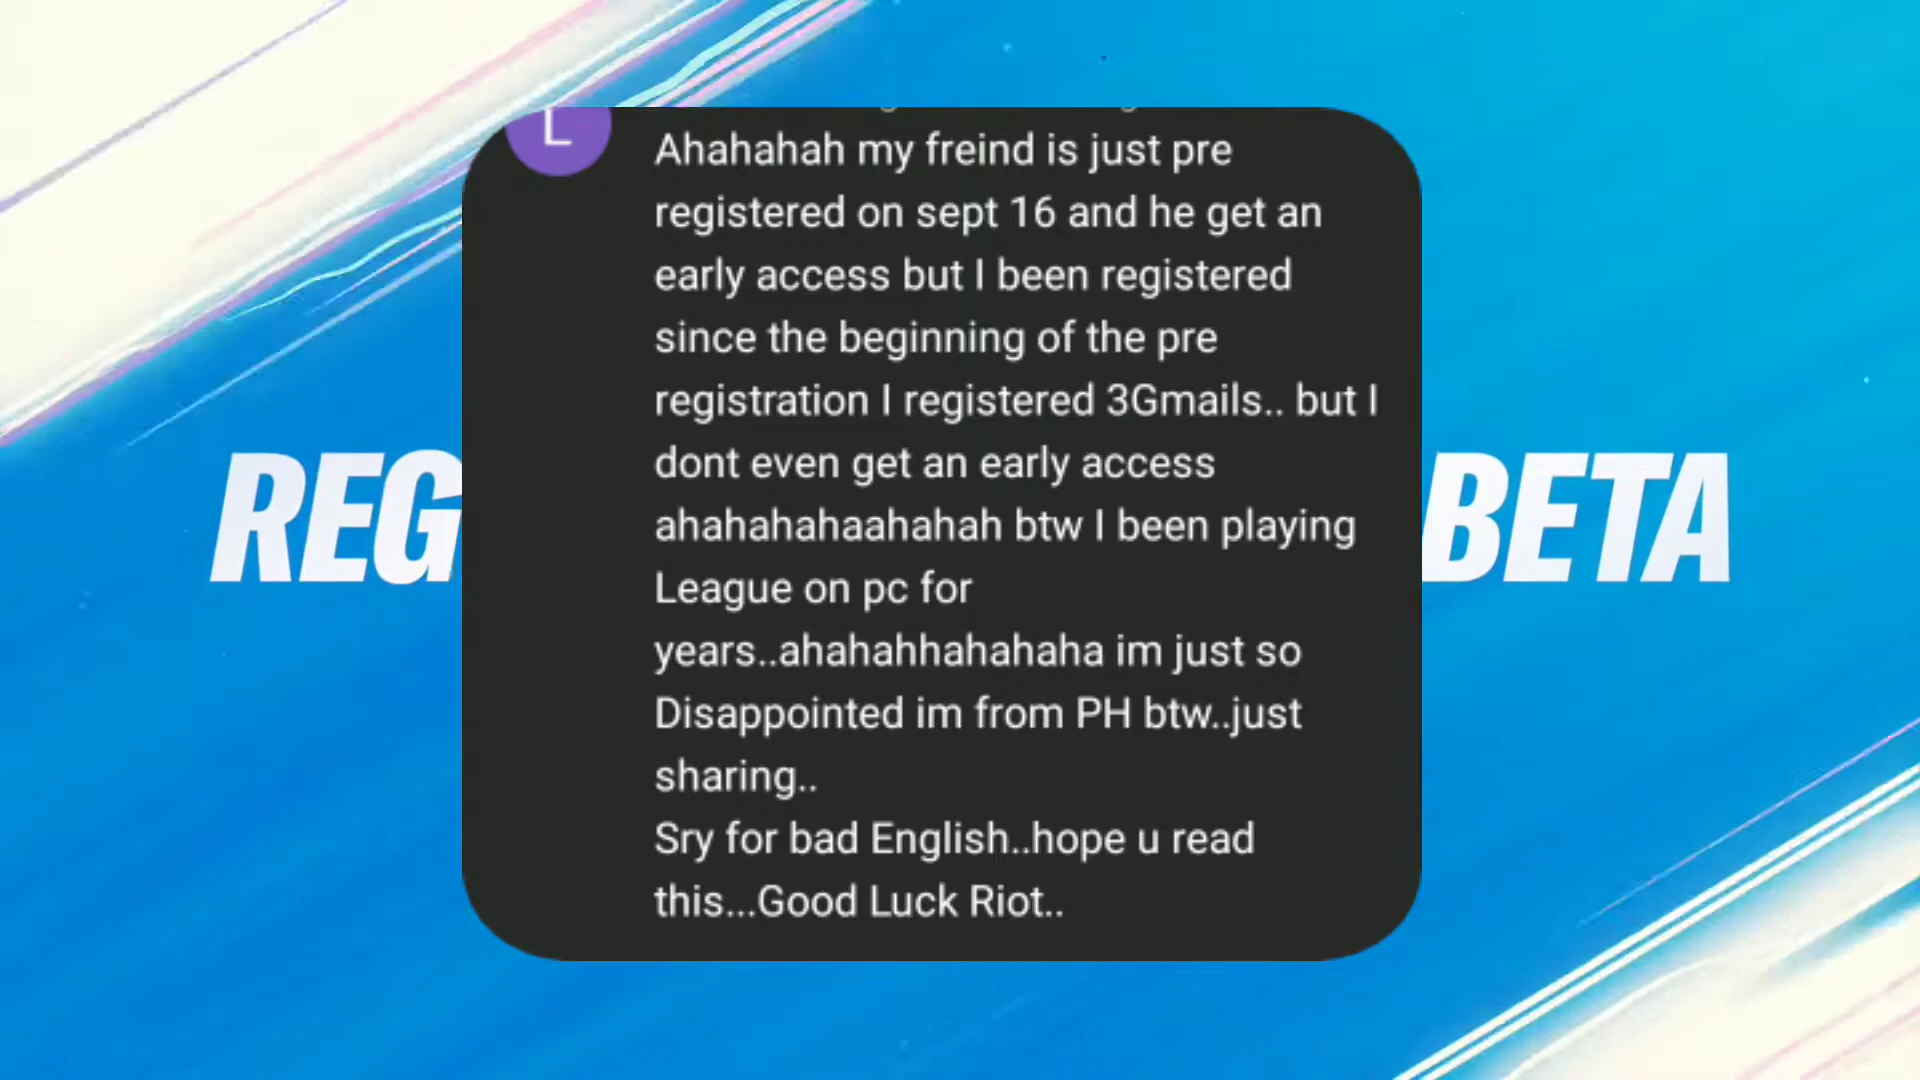 L
Ahahahah my freind is just pre
registered on sept 16 and he get an
early access but I been registered
since the beginning of the pre
registration I registered 3Gmails.. but I
dont even get an early access
ahahahahaahahah btw I been playing
League on pc for
years..ahahahhahahaha im just so
Disappointed im from PH btw..just
sharing..
Sry for bad English..hope u read
this...Good Luck Riot..
REG
BETA